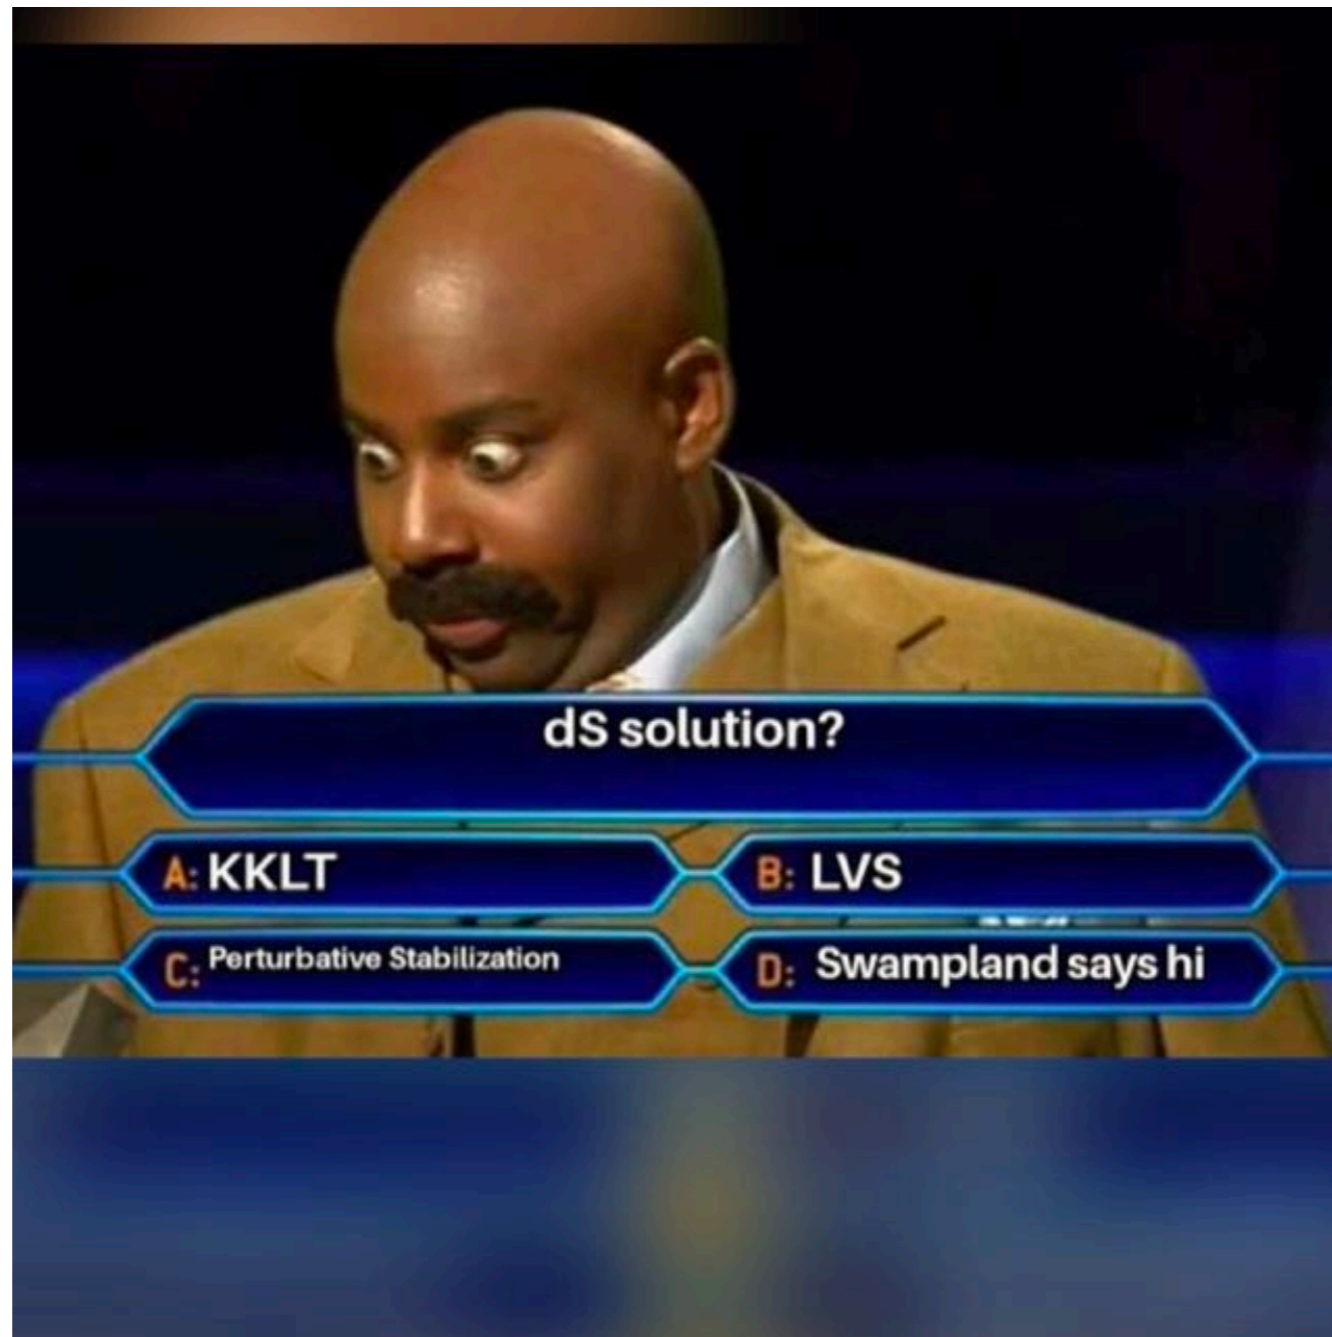 dS solution?
A: KKLT
B: LVS
C: Perturbative Stabilization
D: Swampland says hi